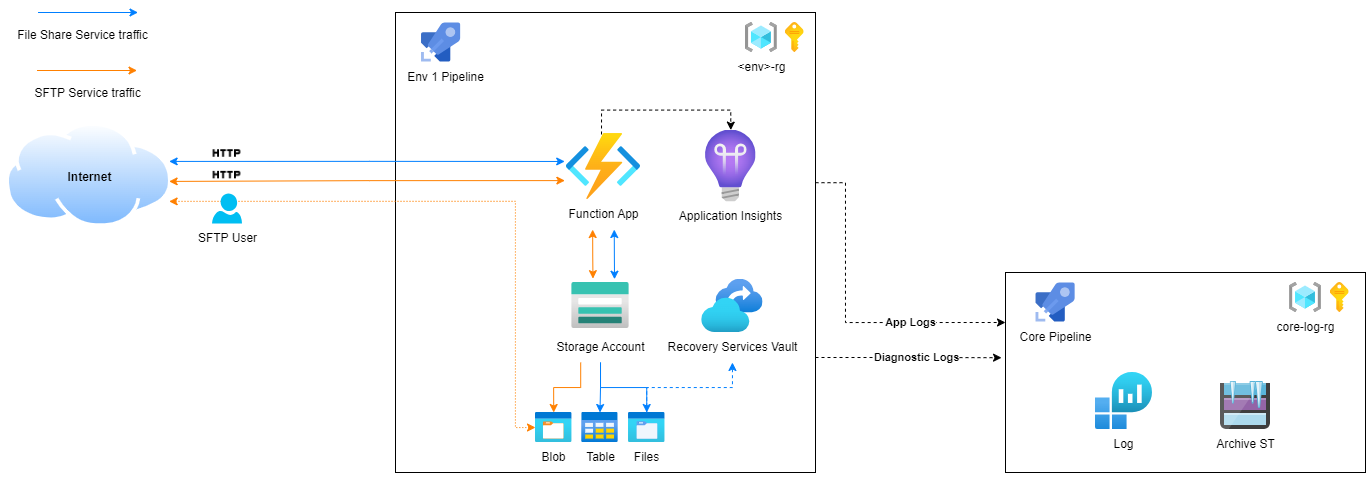 File Share Service traffic
SFTP Service traffic
Internet
HTTP
HTTP
SFTP User
Env 1 Pipeline
<env>-rg
Function App
Application Insights
Storage Account
Recovery Services Vault
Blob
Table
Files
App Logs
Diagnostic Logs
Core Pipeline
core-log-rg
Log
Archive ST